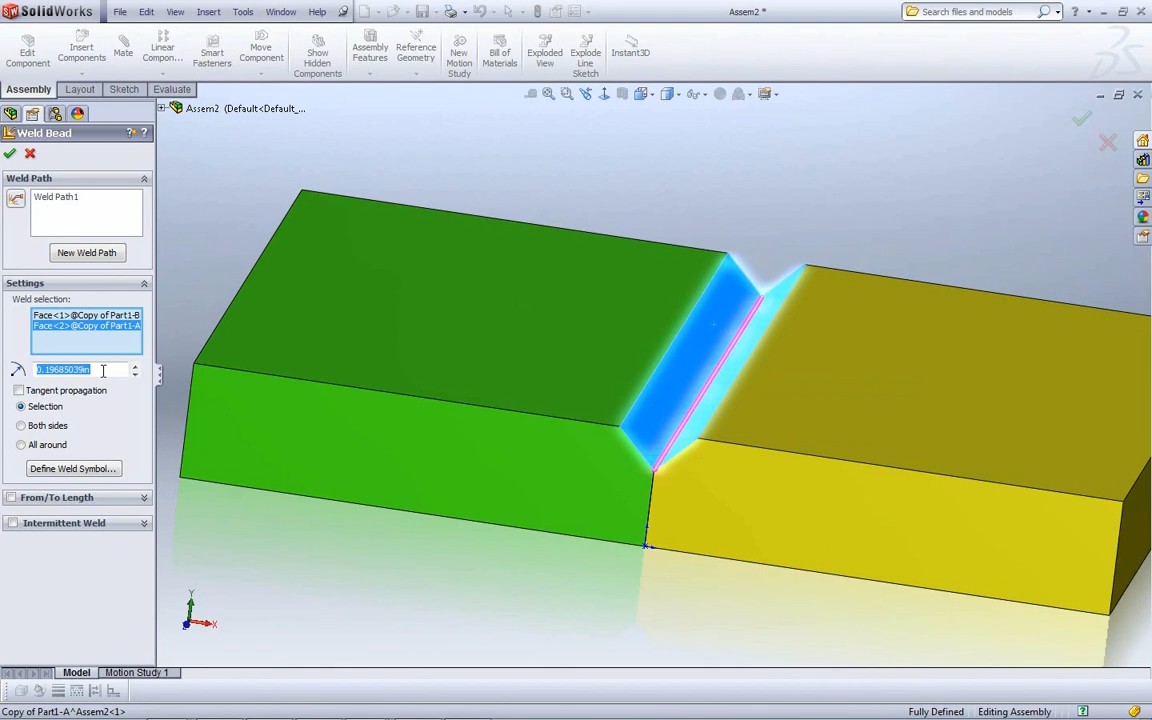 SolidWorks File Edit View Insert Tools Window Help Assem2 * Search files and models
Edit Component
Insert Components
Mate
Linear Compon...
Smart Fasteners
Move Component
Show Hidden Components
Assembly Features
Reference Geometry
New Motion Study
Bill of Materials
Exploded View
Explode Line Sketch
Instant3D
Assembly Layout Sketch Evaluate
Assem2 (Default<Default_...
Weld Bead
Weld Path
Weld Path1
New Weld Path
Settings
Weld selection:
Face<1>@Copy of Part1-B
Face<2>@Copy of Part1-A
0.19685039in
Tangent propagation
Selection
Both sides
All around
Define Weld Symbol...
From/To Length
Intermittent Weld
Y
X
Model Motion Study 1
Copy of Part1-A^Assem2<1> Fully Defined Editing Assembly